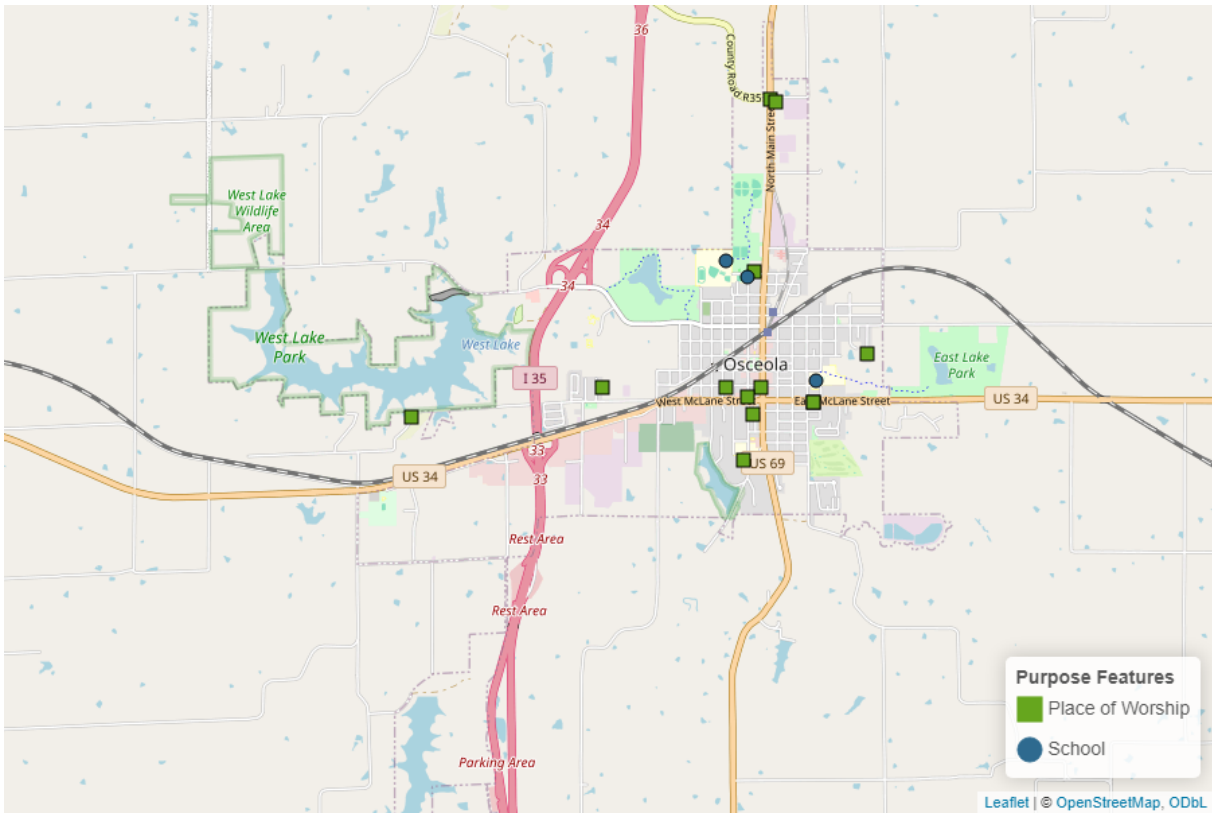 36
County Road R35
North Main Street
West Lake
Wildlife
Area
34
34
West Lake
Park
West Lake
I 35
Osceola
East Lake
Park
West McLane Stre
East McLane Street
US 34
33
US 34
US 69
33
Rest Area
Rest Area
Parking Area
Purpose Features
Place of Worship
School
Leaflet | © OpenStreetMap, ODbL